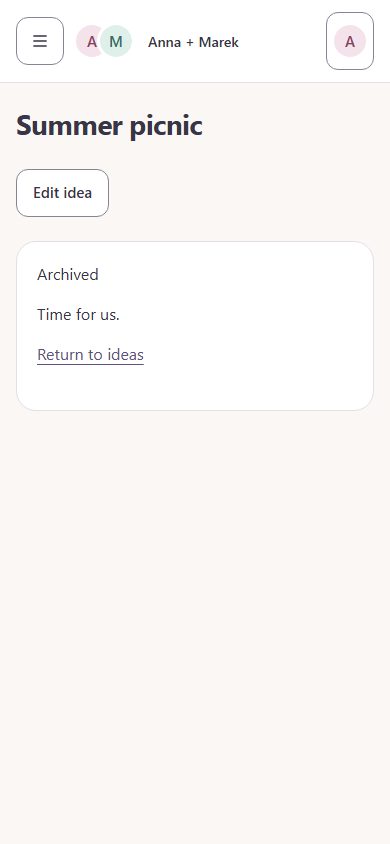 A M Anna + Marek A
Summer picnic
Edit idea
Archived
Time for us.
Return to ideas